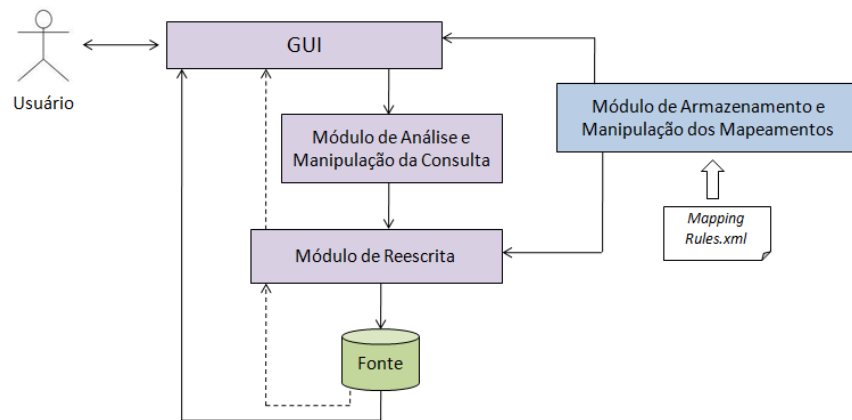 GUI
Usuário
Módulo de Armazenamento e
Manipulação dos Mapeamentos
Módulo de Análise e
Manipulação da Consulta
Mapping
Rules.xml
Módulo de Reescrita
Fonte